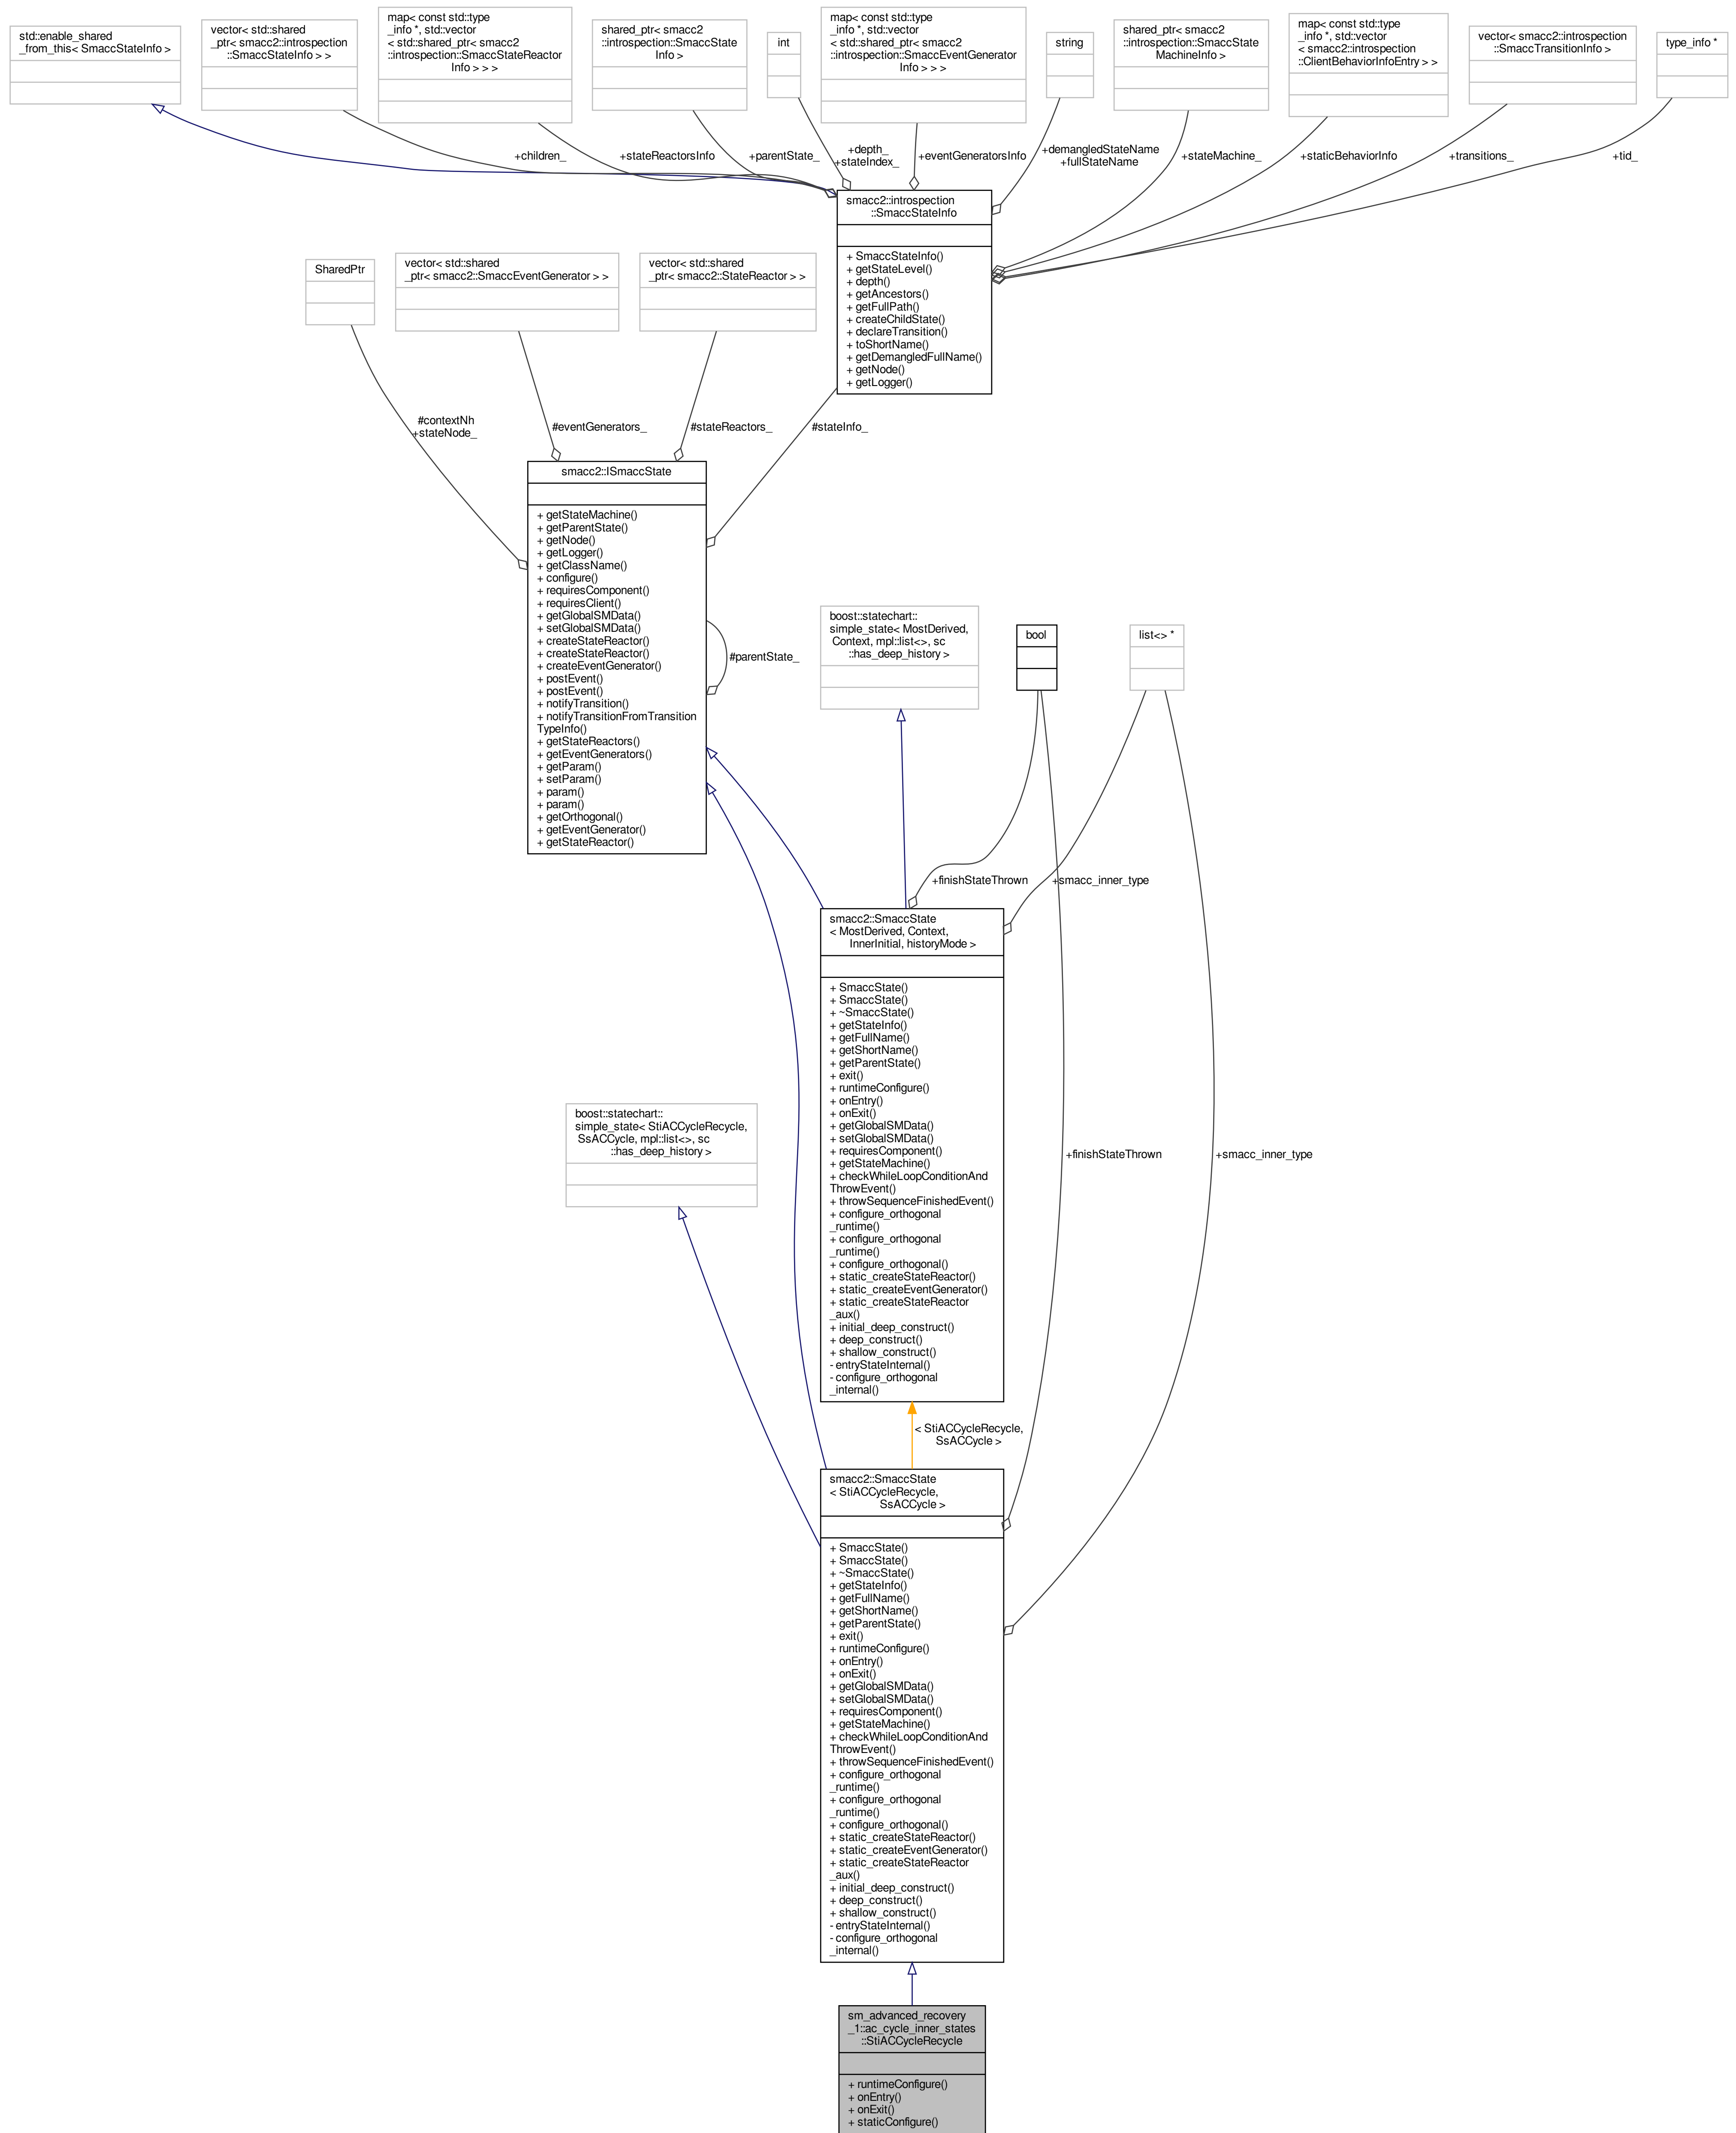 std::enable_shared
_from_this< SmaccStateInfo >
vector< std::shared
_ptr< smacc2::introspection
::SmaccStateInfo > >
map< const std::type
_info *, std::vector
< std::shared_ptr< smacc2
::introspection::SmaccStateReactor
Info > > >
shared_ptr< smacc2
::introspection::SmaccState
Info >
int
map< const std::type
_info *, std::vector
< std::shared_ptr< smacc2
::introspection::SmaccEventGenerator
Info > > >
string
shared_ptr< smacc2
::introspection::SmaccState
MachineInfo >
map< const std::type
_info *, std::vector
< smacc2::introspection
::ClientBehaviorInfoEntry > >
vector< smacc2::introspection
::SmaccTransitionInfo >
type_info *
+children_
+stateReactorsInfo
+parentState_
+depth_
+stateIndex_
+eventGeneratorsInfo
+demangledStateName
+fullStateName
+stateMachine_
+staticBehaviorInfo
+transitions_
+tid_
smacc2::introspection
::SmaccStateInfo
+ SmaccStateInfo()
+ getStateLevel()
+ depth()
+ getAncestors()
+ getFullPath()
+ createChildState()
+ declareTransition()
+ toShortName()
+ getDemangledFullName()
+ getNode()
+ getLogger()
SharedPtr
vector< std::shared
_ptr< smacc2::SmaccEventGenerator > >
vector< std::shared
_ptr< smacc2::StateReactor > >
#contextNh
+stateNode_
#eventGenerators_
#stateReactors_
#stateInfo_
smacc2::ISmaccState
+ getStateMachine()
+ getParentState()
+ getNode()
+ getLogger()
+ getClassName()
+ configure()
+ requiresComponent()
+ requiresClient()
+ getGlobalSMData()
+ setGlobalSMData()
+ createStateReactor()
+ createStateReactor()
+ createEventGenerator()
+ postEvent()
+ postEvent()
+ notifyTransition()
+ notifyTransitionFromTransition
TypeInfo()
+ getStateReactors()
+ getEventGenerators()
+ getParam()
+ setParam()
+ param()
+ param()
+ getOrthogonal()
+ getEventGenerator()
+ getStateReactor()
#parentState_
boost::statechart::
simple_state< MostDerived,
Context, mpl::list<>, sc
::has_deep_history >
bool
list<> *
+finishStateThrown
+smacc_inner_type
smacc2::SmaccState
< MostDerived, Context,
InnerInitial, historyMode >
+ SmaccState()
+ SmaccState()
+ ~SmaccState()
+ getStateInfo()
+ getFullName()
+ getShortName()
+ getParentState()
+ exit()
+ runtimeConfigure()
+ onEntry()
+ onExit()
+ getGlobalSMData()
+ setGlobalSMData()
+ requiresComponent()
+ getStateMachine()
+ checkWhileLoopConditionAnd
ThrowEvent()
+ throwSequenceFinishedEvent()
+ configure_orthogonal
_runtime()
+ configure_orthogonal
_runtime()
+ configure_orthogonal()
+ static_createStateReactor()
+ static_createEventGenerator()
+ static_createStateReactor
_aux()
+ initial_deep_construct()
+ deep_construct()
+ shallow_construct()
- entryStateInternal()
- configure_orthogonal
_internal()
boost::statechart::
simple_state< StiACCycleRecycle,
SsACCycle, mpl::list<>, sc
::has_deep_history >
+finishStateThrown
+smacc_inner_type
< StiACCycleRecycle,
SsACCycle >
smacc2::SmaccState
< StiACCycleRecycle,
SsACCycle >
+ SmaccState()
+ SmaccState()
+ ~SmaccState()
+ getStateInfo()
+ getFullName()
+ getShortName()
+ getParentState()
+ exit()
+ runtimeConfigure()
+ onEntry()
+ onExit()
+ getGlobalSMData()
+ setGlobalSMData()
+ requiresComponent()
+ getStateMachine()
+ checkWhileLoopConditionAnd
ThrowEvent()
+ throwSequenceFinishedEvent()
+ configure_orthogonal
_runtime()
+ configure_orthogonal
_runtime()
+ configure_orthogonal()
+ static_createStateReactor()
+ static_createEventGenerator()
+ static_createStateReactor
_aux()
+ initial_deep_construct()
+ deep_construct()
+ shallow_construct()
- entryStateInternal()
- configure_orthogonal
_internal()
sm_advanced_recovery
_1::ac_cycle_inner_states
::StiACCycleRecycle
+ runtimeConfigure()
+ onEntry()
+ onExit()
+ staticConfigure()